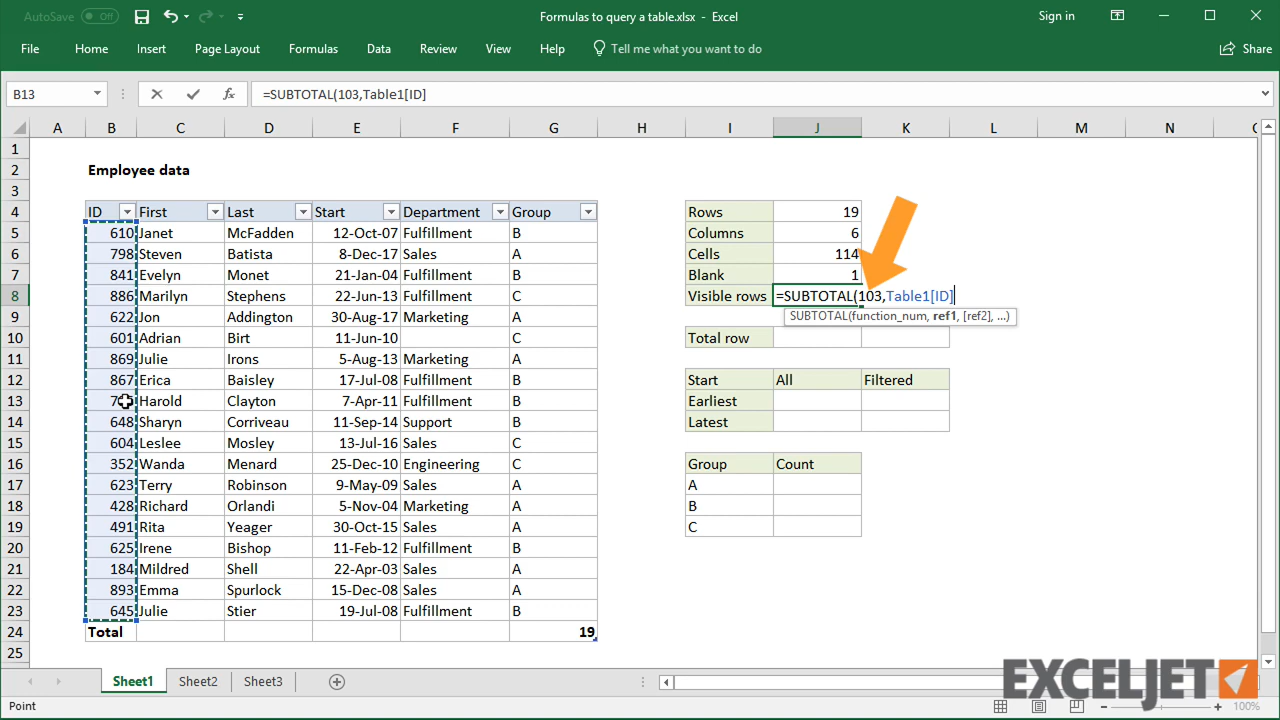 AutoSave Off Formulas to query a table.xlsx - Excel Sign in
File Home Insert Page Layout Formulas Data Review View Help Tell me what you want to do Share
B13 fx =SUBTOTAL(103,Table1[ID]
A B C D E F G H I J K L M N
1
2 Employee data
3
4 ID First Last Start Department Group Rows 19
5 610 Janet McFadden 12-Oct-07 Fulfillment B Columns 6
6 798 Steven Batista 8-Dec-17 Sales A Cells 114
7 841 Evelyn Monet 21-Jan-04 Fulfillment B Blank 1
8 886 Marilyn Stephens 22-Jun-13 Fulfillment C Visible rows =SUBTOTAL(103,Table1[ID]
9 622 Jon Addington 30-Aug-17 Marketing A SUBTOTAL(function_num, ref1, [ref2], ...)
10 601 Adrian Birt 11-Jun-10 C Total row
11 869 Julie Irons 5-Aug-13 Marketing A
12 867 Erica Baisley 17-Jul-08 Fulfillment B Start All Filtered
13 Harold Clayton 7-Apr-11 Fulfillment B Earliest
14 648 Sharyn Corriveau 11-Sep-14 Support B Latest
15 604 Leslee Mosley 13-Jul-16 Sales C
16 352 Wanda Menard 25-Dec-10 Engineering C Group Count
17 623 Terry Robinson 9-May-09 Sales A A
18 428 Richard Orlandi 5-Nov-04 Marketing A B
19 491 Rita Yeager 30-Oct-15 Sales A C
20 625 Irene Bishop 11-Feb-12 Fulfillment B
21 184 Mildred Shell 22-Apr-03 Sales A
22 893 Emma Spurlock 15-Dec-08 Sales A
23 645 Julie Stier 19-Jul-08 Fulfillment B
24 Total 19
25
Sheet1 Sheet2 Sheet3
EXCELJET
Point 100%